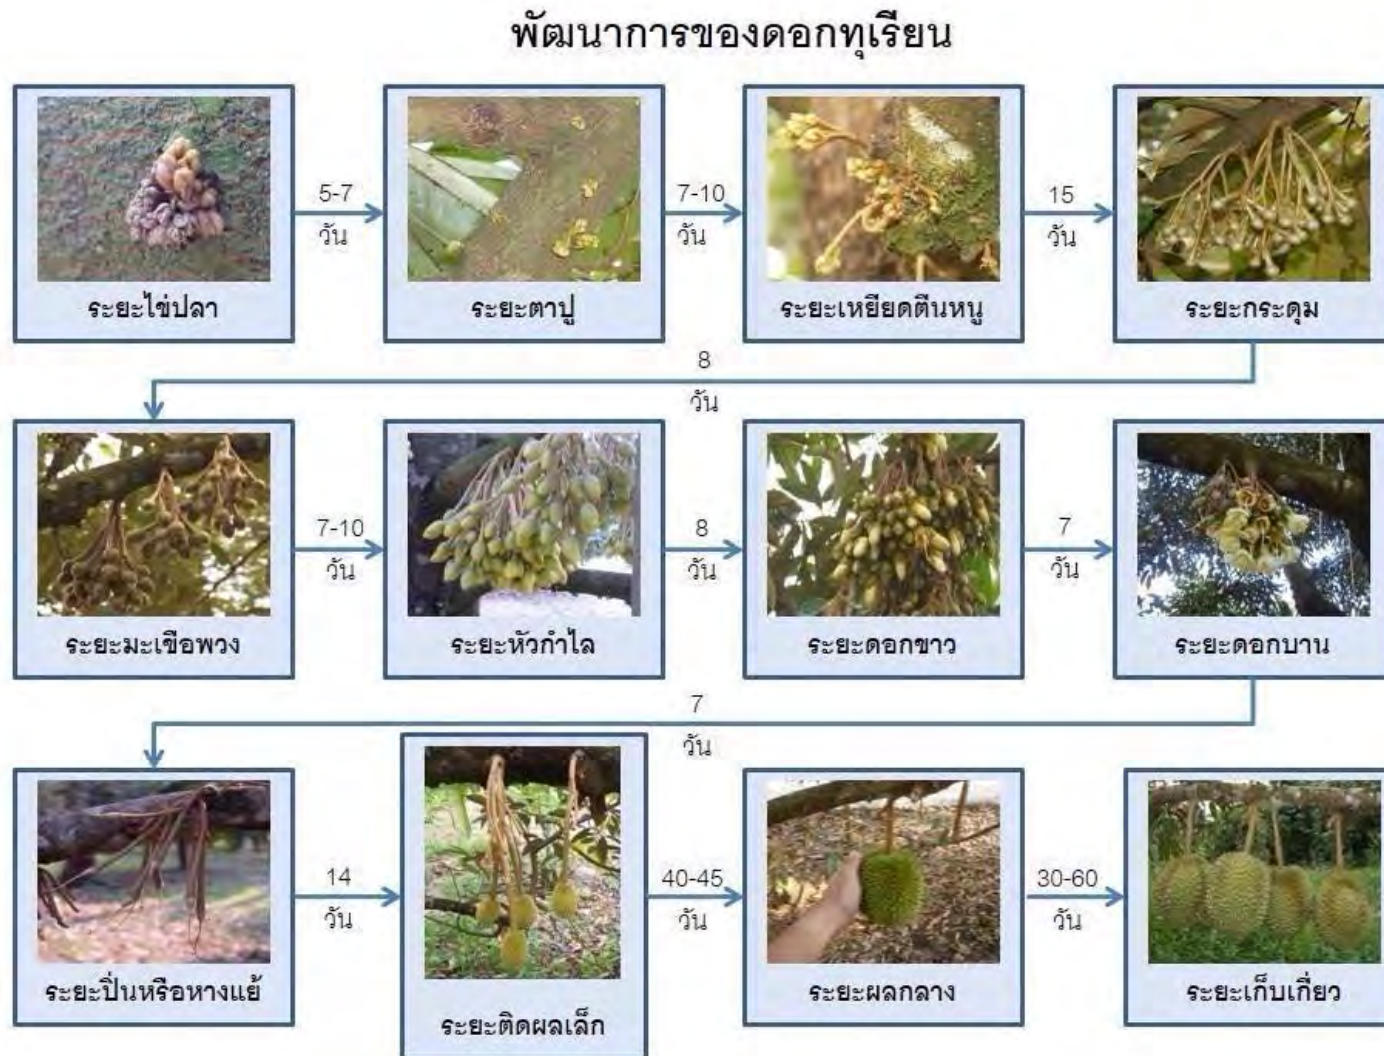 พัฒนาการของดอกทุเรียน
5-7
วัน
7-10
วัน
15
วัน
ระยะไข่ปลา
ระยะตาปู
ระยะเหยียดตีนหนู
ระยะกระดุม
8
วัน
7-10
วัน
8
วัน
7
วัน
ระยะมะเขือพวง
ระยะหัวกำไล
ระยะดอกขาว
ระยะดอกบาน
7
วัน
14
วัน
40-45
วัน
30-60
วัน
ระยะปิ่นหรือหางแย้
ระยะติดผลเล็ก
ระยะผลกลาง
ระยะเก็บเกี่ยว